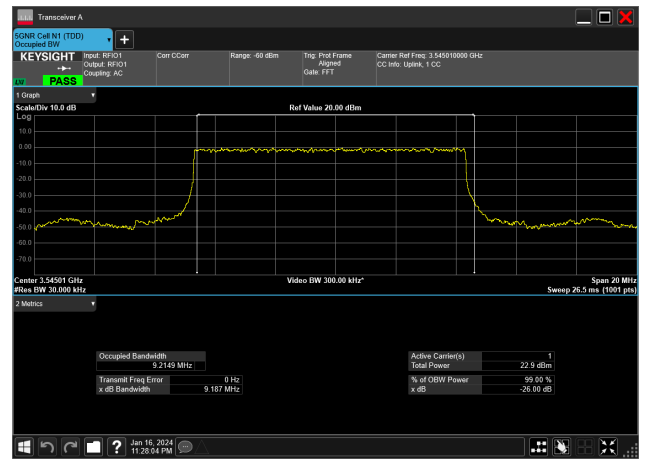 Transceiver A
5GNR Cell N1 (TDD)
Occupied BW
KEYSIGHT
LW PASS
Input: RFIO1
Output: RFIO1
Coupling: AC
Corr CCorr
Range: -60 dBm
Trig: Prot Frame
Aligned
Gate: FFT
Carrier Ref Freq: 3.545010000 GHz
CC Info: Uplink, 1 CC
1 Graph
Scale/Div 10.0 dB
Ref Value 20.00 dBm
Log
10.0
0.00
-10.0
-20.0
-30.0
-40.0
-50.0
-60.0
-70.0
Center 3.54501 GHz
Video BW 300.00 kHz*
Span 20 MHz
#Res BW 30.000 kHz
Sweep 26.5 ms (1001 pts)
2 Metrics
Occupied Bandwidth
9.2149 MHz
Transmit Freq Error 0 Hz
x dB Bandwidth 9.187 MHz
Active Carrier(s) 1
Total Power 22.9 dBm
% of OBW Power 99.00 %
x dB -26.00 dB
Jan 16, 2024
11:28:04 PM